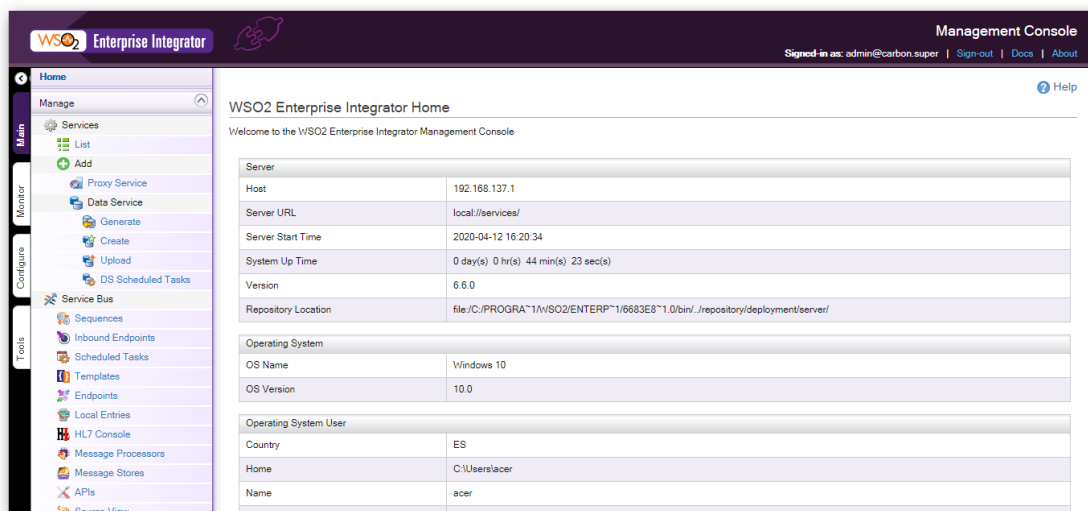 WSO2 Enterprise Integrator
Management Console
Signed-in as: admin@carbon.super | Sign-out | Docs | About
Home
Help
Manage
WSO2 Enterprise Integrator Home
Welcome to the WSO2 Enterprise Integrator Management Console
Main
Monitor
Configure
Tools
Services
List
Add
Proxy Service
Data Service
Generate
Create
Upload
DS Scheduled Tasks
Service Bus
Sequences
Inbound Endpoints
Scheduled Tasks
Templates
Endpoints
Local Entries
HL7 Console
Message Processors
Message Stores
APIs
Source View
Server
Host 192.168.137.1
Server URL local://services/
Server Start Time 2020-04-12 16:20:34
System Up Time 0 day(s) 0 hr(s) 44 min(s) 23 sec(s)
Version 6.6.0
Repository Location file:/C:/PROGRA~1/WSO2/ENTERP~1/6683E8~1.0/bin/../repository/deployment/server/
Operating System
OS Name Windows 10
OS Version 10.0
Operating System User
Country ES
Home C:\Users\acer
Name acer